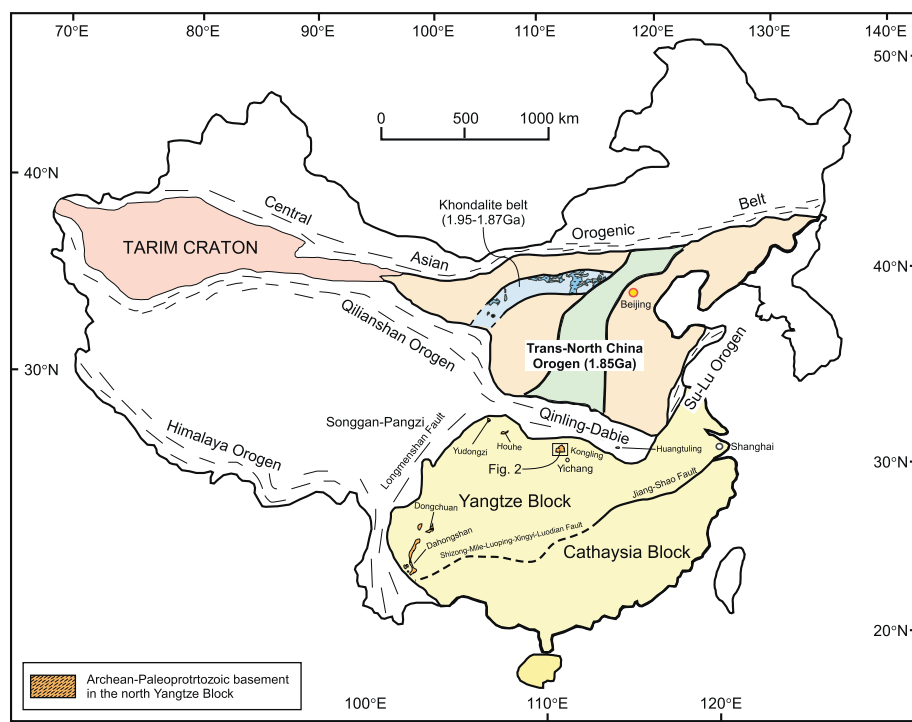 70°E 80°E 90°E 100°E 110°E 120°E 130°E 140°E
50°N
0 500 1000 km
40°N
Central
Asian
Orogenic
Belt
Khondalite belt
(1.95-1.87Ga)
TARIM CRATON
40°N
Beijing
Qilianshan Orogen
Trans-North China
Orogen (1.85Ga)
30°N
Su-Lu Orogen
Himalaya Orogen
Songgan-Pangzi
Longmenshan Fault
Qinling-Dabie
Yudongzi
Houhe
Kongling
Huangtuling
Shanghai
30°N
Fig. 2
Yichang
Yangtze Block
Jiang-Shao Fault
Dongchuan
Dahongshan
Shizong-Mile-Luoping-Xingyi-Luodian Fault
Cathaysia Block
20°N
Archean-Paleoprotrtozoic basement
in the north Yangtze Block
100°E 110°E 120°E